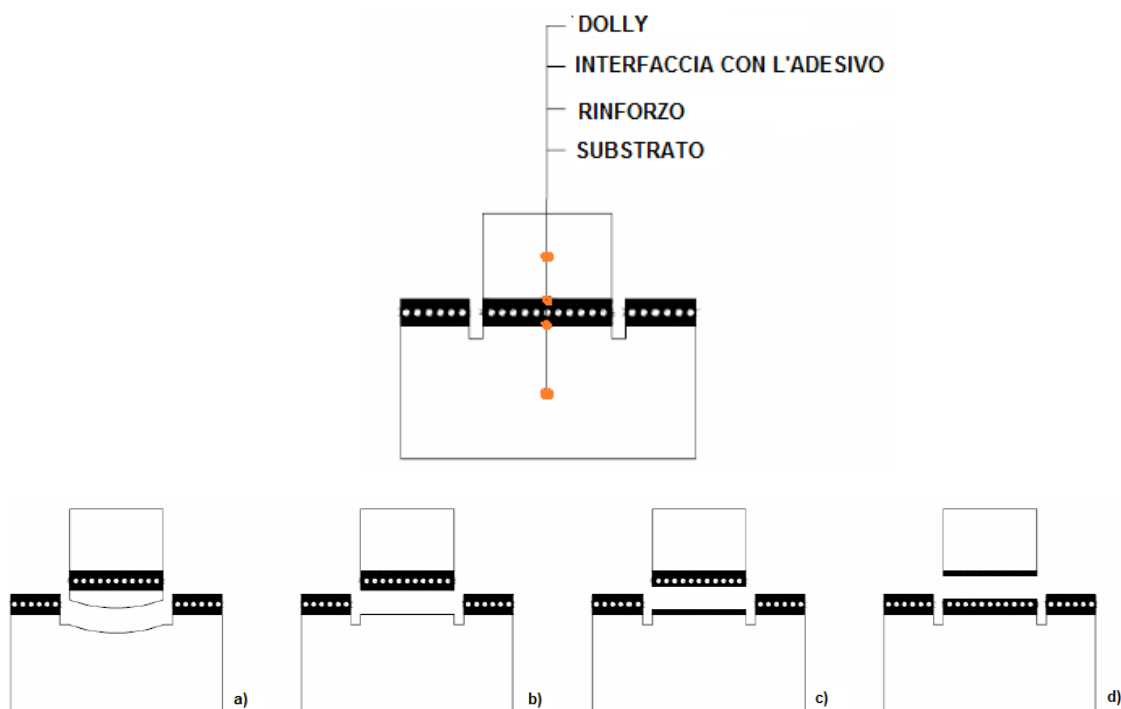 DOLLY
INTERFACCIA CON L'ADESIVO
RINFORZO
SUBSTRATO
a)
b)
c)
d)